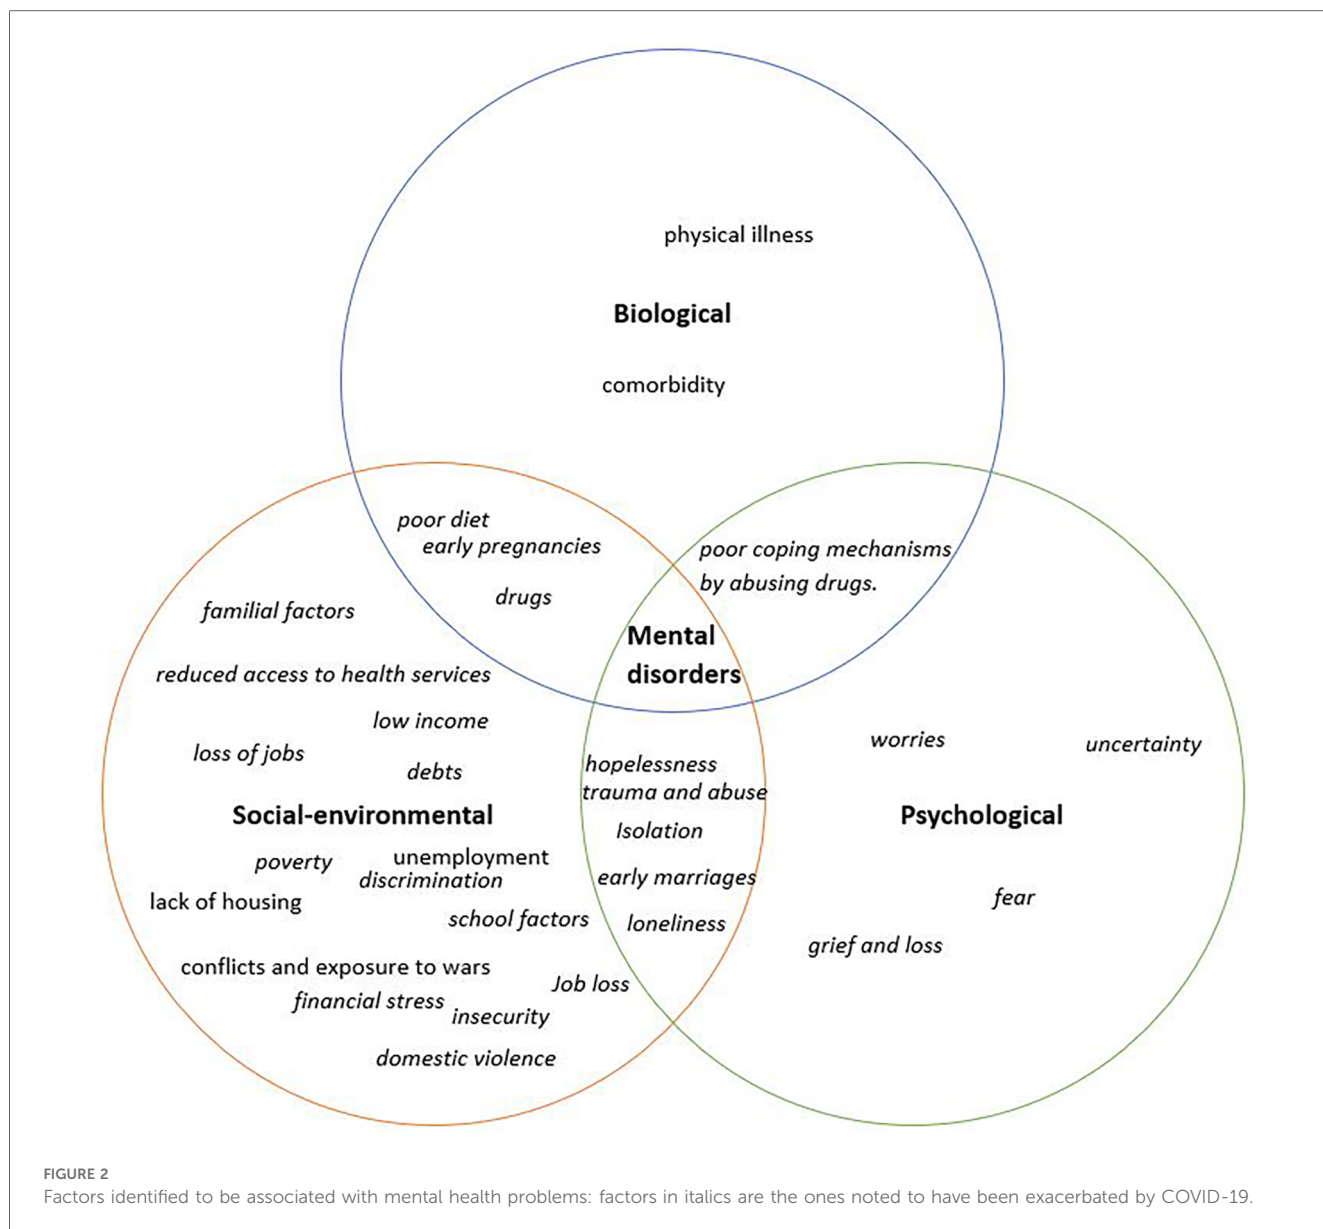 physical illness
Biological
comorbidity
poor diet
early pregnancies
drugs
poor coping mechanisms
by abusing drugs.
Mental
disorders
familial factors
reduced access to health services
low income
loss of jobs
debts
Social-environmental
poverty
unemployment
discrimination
lack of housing
school factors
conflicts and exposure to wars
financial stress
Job loss
insecurity
domestic violence
hopelessness
trauma and abuse
Isolation
early marriages
loneliness
worries
uncertainty
Psychological
fear
grief and loss
FIGURE 2
Factors identified to be associated with mental health problems: factors in italics are the ones noted to have been exacerbated by COVID-19.